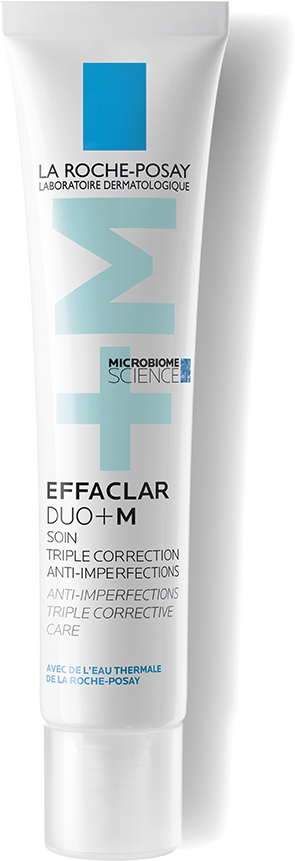 LA ROCHE-POSAY
LABORATOIRE DERMATOLOGIQUE
+M
MICROBIOME
SCIENCE
EFFACLAR
DUO+M
SOIN
TRIPLE CORRECTION
ANTI-IMPERFECTIONS
ANTI-IMPERFECTIONS
TRIPLE CORRECTIVE
CARE
AVEC DE L'EAU THERMALE
DE LA ROCHE-POSAY